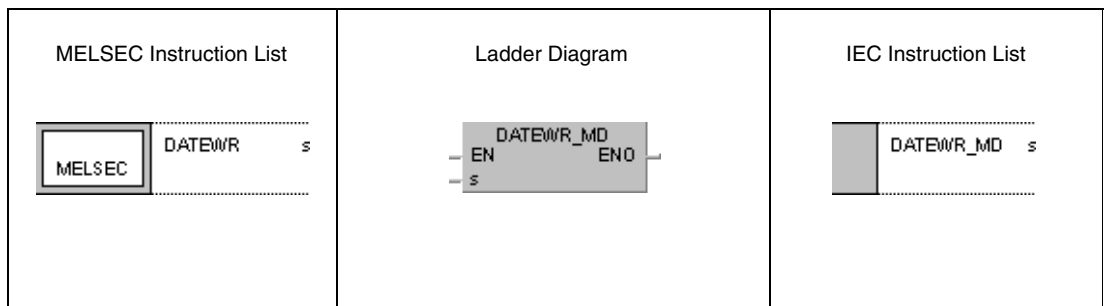 MELSEC Instruction List
Ladder Diagram
IEC Instruction List
MELSEC
DATEWR s
DATEWR_MD
EN ENO
s
DATEWR_MD s